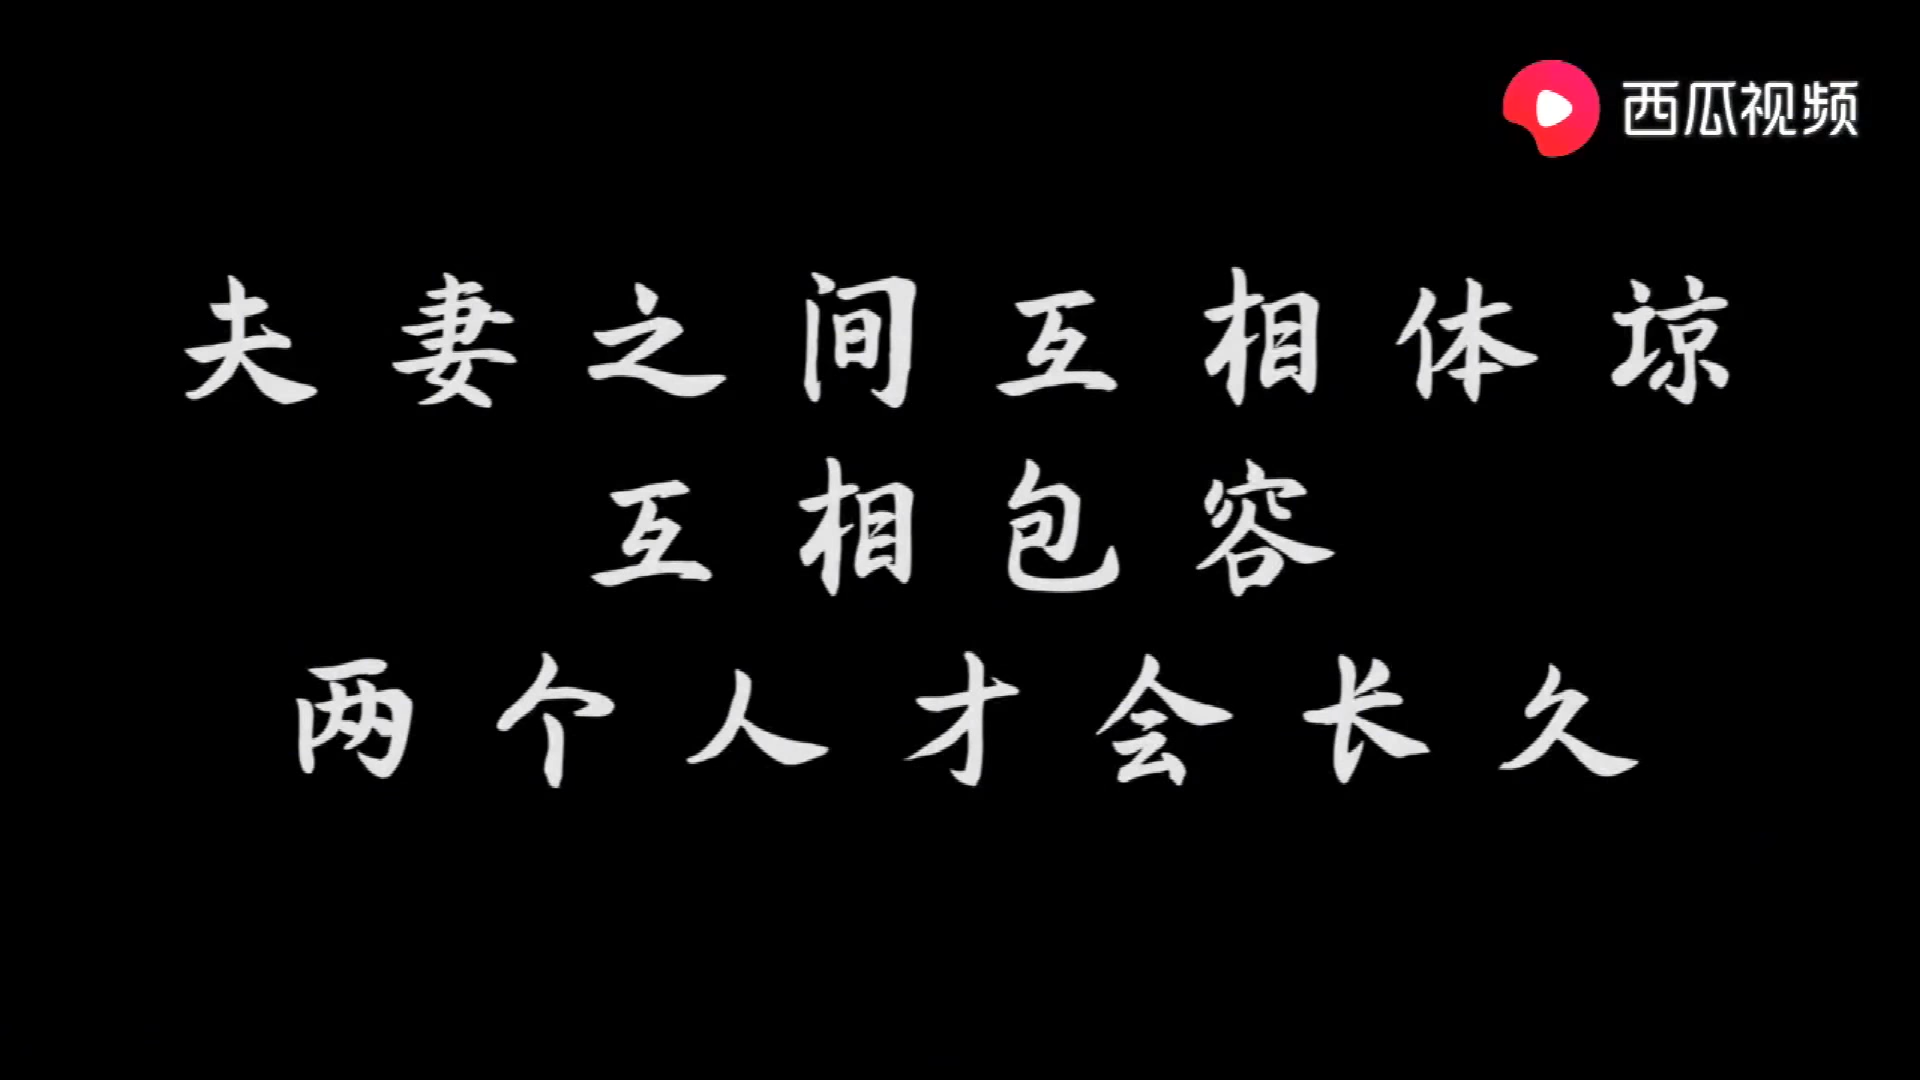 西瓜视频
夫妻之间互相体谅
互相包容
两个人才会长久